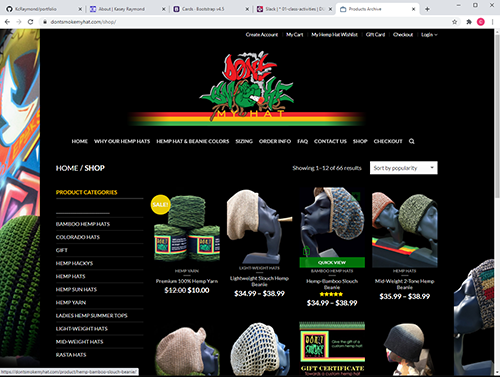 KcRaymond/portfolio
About | Kasey Raymond
Cards · Bootstrap v4.5
Slack | * 01-class-activities | DU
Products Archive
dontsmokemyhat.com/shop/
Create Account
My Cart
My Hemp Hat Wishlist
Gift Card
Checkout
Login
DON'T
SMOKE
MY HAT
HOME
WHY OUR HEMP HATS
HEMP HAT & BEANIE COLORS
SIZING
ORDER INFO
FAQ
CONTACT US
SHOP
CHECKOUT
HOME / SHOP
Showing 1–12 of 66 results
Sort by popularity
PRODUCT CATEGORIES
BAMBOO HEMP HATS
COLORADO HATS
GIFT
HEMP HACKYS
HEMP HATS
HEMP SUN HATS
HEMP YARN
LADIES HEMP SUMMER TOPS
LIGHT-WEIGHT HATS
MID-WEIGHT HATS
RASTA HATS
SALE!
HEMP YARN
Premium 100% Hemp Yarn
$12.00 $10.00
LIGHT-WEIGHT HATS
Lightweight Slouch Hemp
Beanie
$34.99 – $38.99
QUICK VIEW
BAMBOO HEMP HATS
Hemp-Bamboo Slouch
Beanie
$34.99 – $38.99
HEMP HATS
Mid-Weight 2 Tone Hemp
Beanie
$35.99 – $38.99
Give the gift of a
custom hemp hat!
GIFT CERTIFICATE
Towards a custom hemp hat
https://dontsmokemyhat.com/product/hemp-bamboo-slouch-beanie/